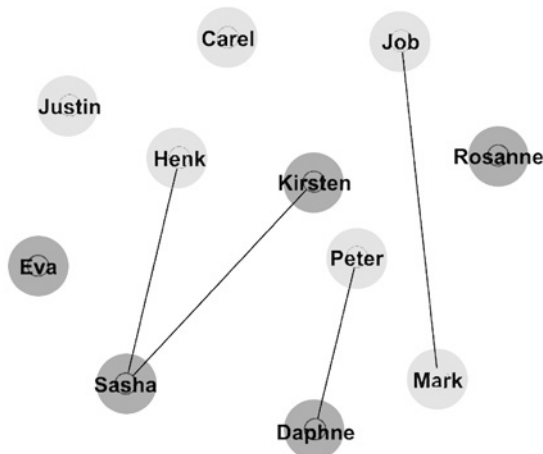 Carel
Job
Justin
Henk
Rosanne
Kirsten
Peter
Eva
Mark
Sasha
Daphne